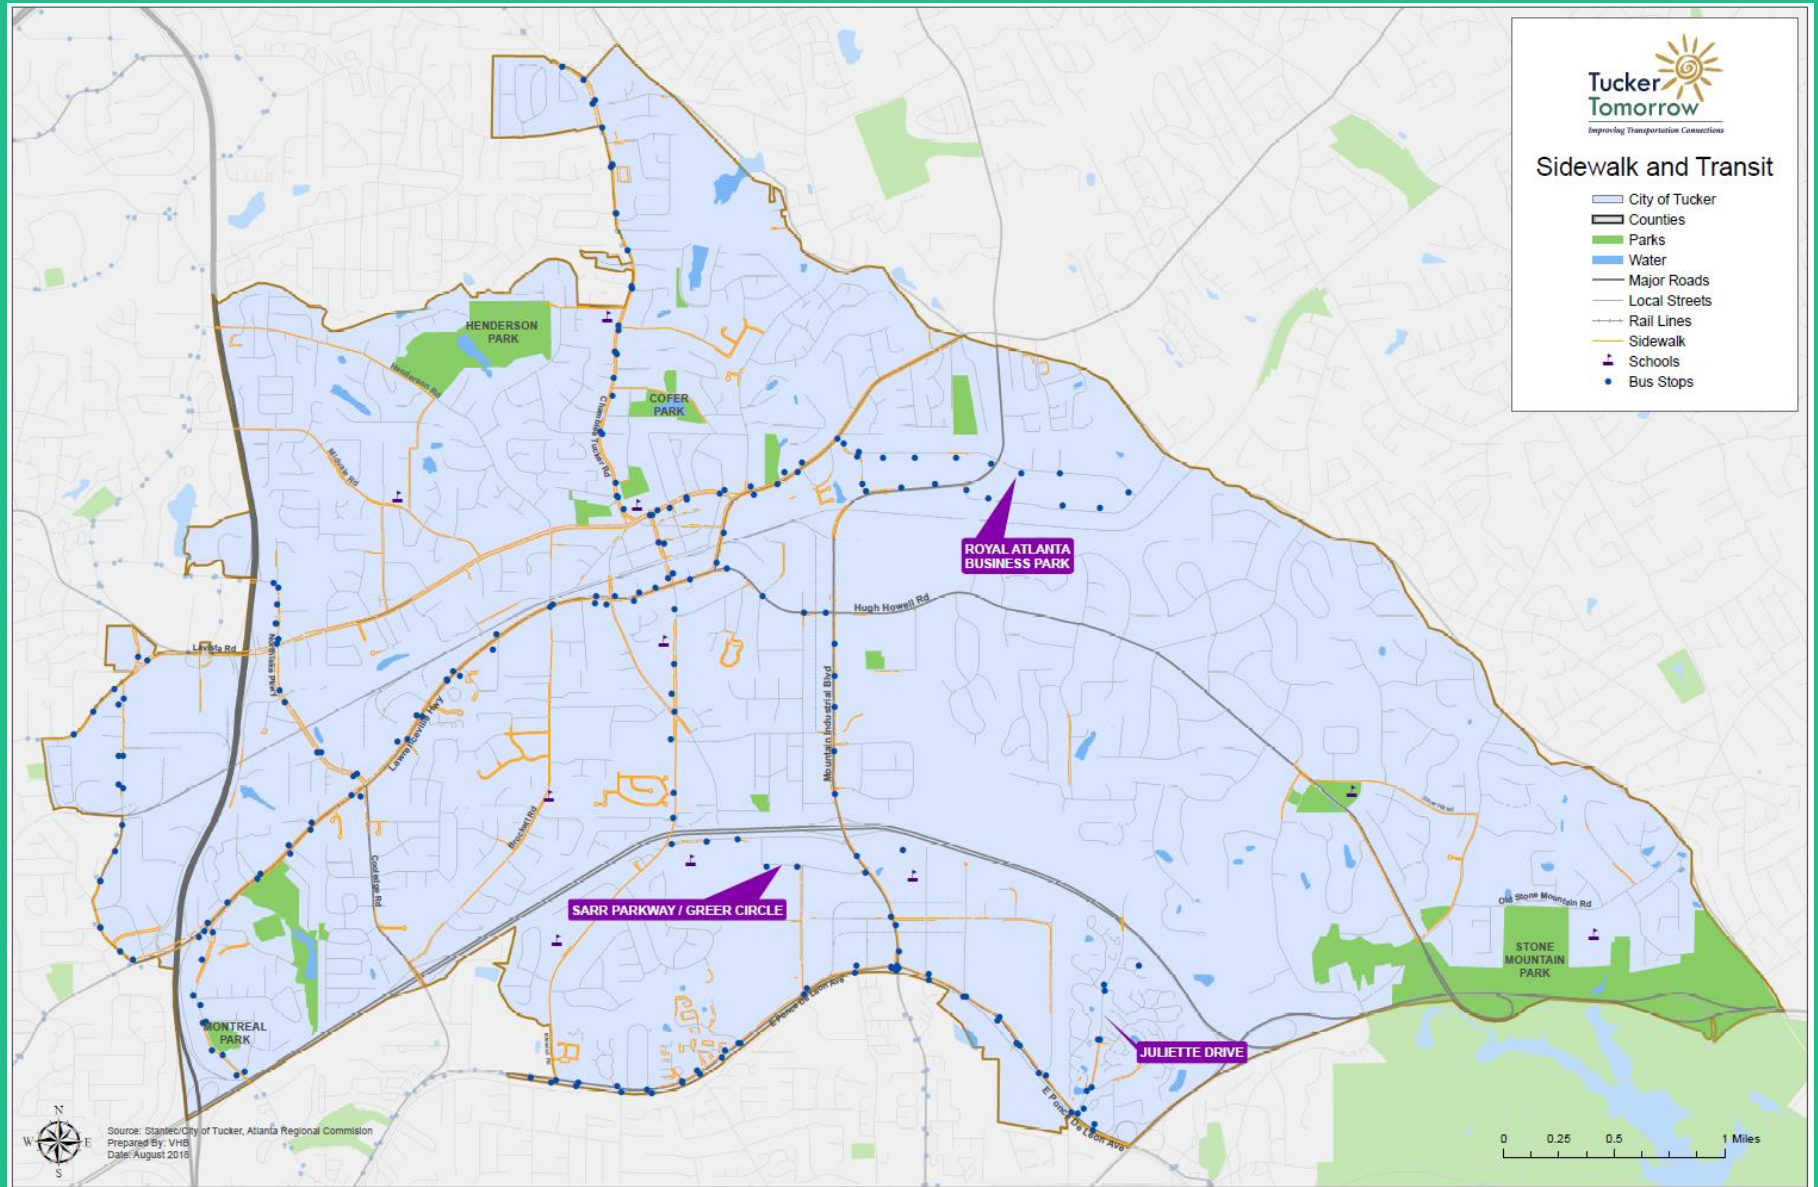 Tucker
Tomorrow
Improving Transportation Connections
Sidewalk and Transit
City of Tucker
Counties
Parks
Water
Major Roads
Local Streets
Rail Lines
Sidewalk
Schools
Bus Stops
HENDERSON
PARK
Henderson Rd
COFER
PARK
Chamblee Tucker Rd
Midvale Rd
ROYAL ATLANTA
BUSINESS PARK
Hugh Howell Rd
Lavista Rd
Northlake Pkwy
Mountain Industrial Blvd
Lawrenceville Hwy
Brockett Rd
Cooledge Rd
SARR PARKWAY / GREER CIRCLE
Old Stone Mountain Rd
STONE
MOUNTAIN
PARK
E Ponce De Leon Ave
MONTREAL
PARK
JULIETTE DRIVE
E Ponce De Leon Ave
N
W
E
S
Source: Stantec/City of Tucker, Atlanta Regional Commision
Prepared By: VHB
Date: August 2018
0 0.25 0.5 1 Miles